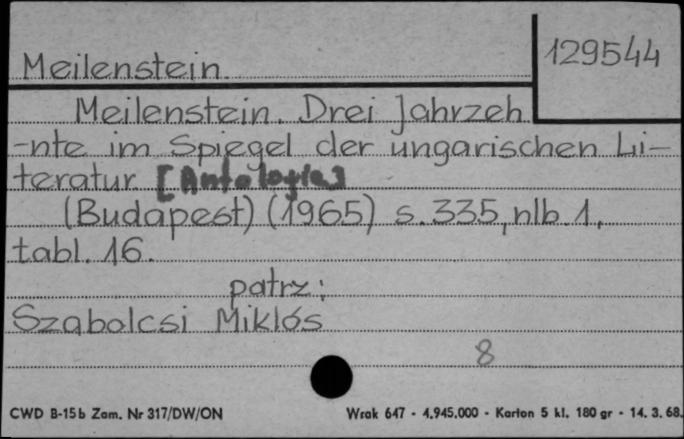 Meilenstein.
129544
Meilenstein. Drei Jahrzeh
-nte im Spiegel der ungarischen Li-
teratur [Antologia]
(Budapest) (1965) s. 335, nlb. 1,
tabl. 16.
patrz:
Szabolcsi Miklós
8
CWD B-15b Zam. Nr 317/DW/ON
Wrak 647 - 4.945.000 - Karton 5 kl. 180 gr - 14. 3. 68.